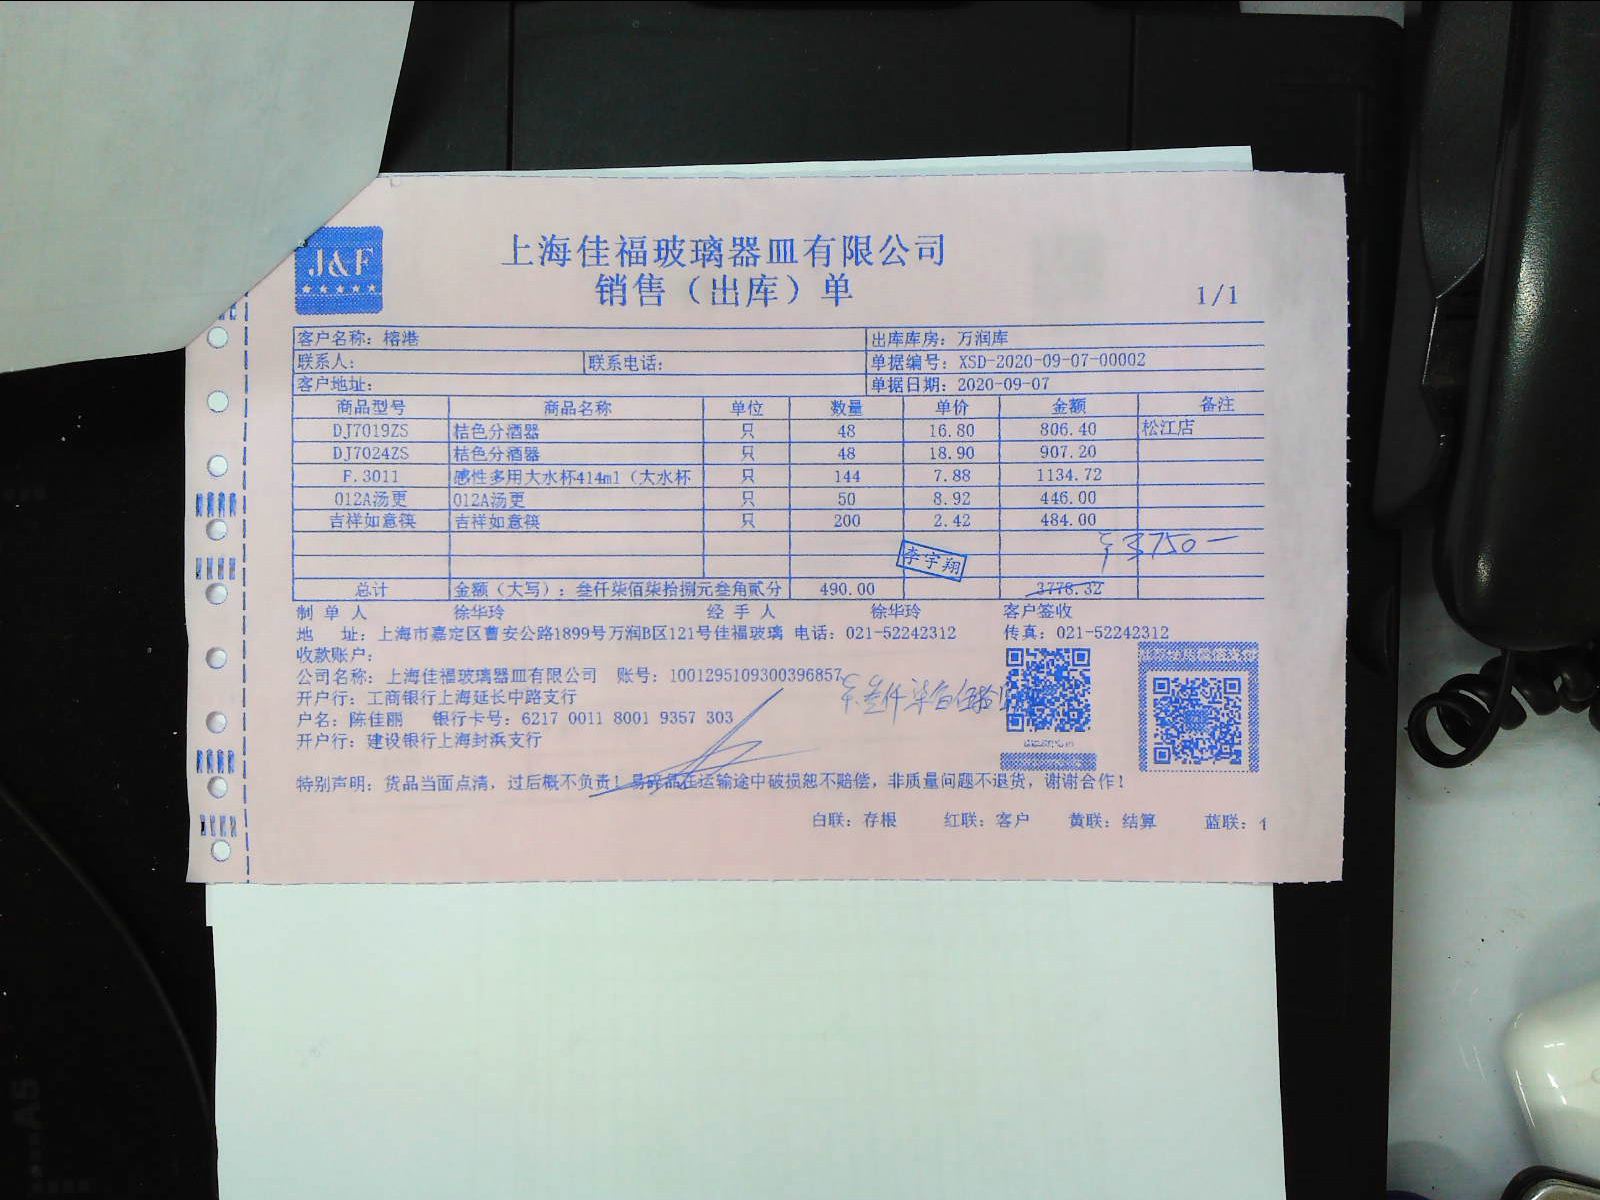 J&F
上海佳福玻璃器皿有限公司
销售（出库）单
1/1
客户名称：榕港 出库库房：万润库
联系人： 联系电话： 单据编号：XSD-2020-09-07-00002
客户地址： 单据日期：2020-09-07
商品型号 商品名称 单位 数量 单价 金额 备注
DJ7019ZS 桔色分酒器 只 48 16.80 806.40 松江店
DJ7024ZS 桔色分酒器 只 48 18.90 907.20
F.3011 感性多用大水杯414ml（大水杯 只 144 7.88 1134.72
012A汤更 012A汤更 只 50 8.92 446.00
吉祥如意筷 吉祥如意筷 只 200 2.42 484.00
¥3750—
李宇翔
总计 金额（大写）：叁仟柒佰柒拾捌元叁角贰分 490.00 3778.32
制单人 徐华玲 经手人 徐华玲 客户签收
地 址：上海市嘉定区曹安公路1899号万润B区121号佳福玻璃 电话：021-52242312 传真：021-52242312
收款账户：
公司名称：上海佳福玻璃器皿有限公司 账号：1001295109300396857
叁仟柒佰伍拾
开户行：工商银行上海延长中路支行
户名：陈佳丽 银行卡号：6217 0011 8001 9357 303
开户行：建设银行上海封浜支行
特别声明：货品当面点清，过后概不负责！易碎品在运输途中破损恕不赔偿，非质量问题不退货，谢谢合作！
白联：存根 红联：客户 黄联：结算 蓝联：